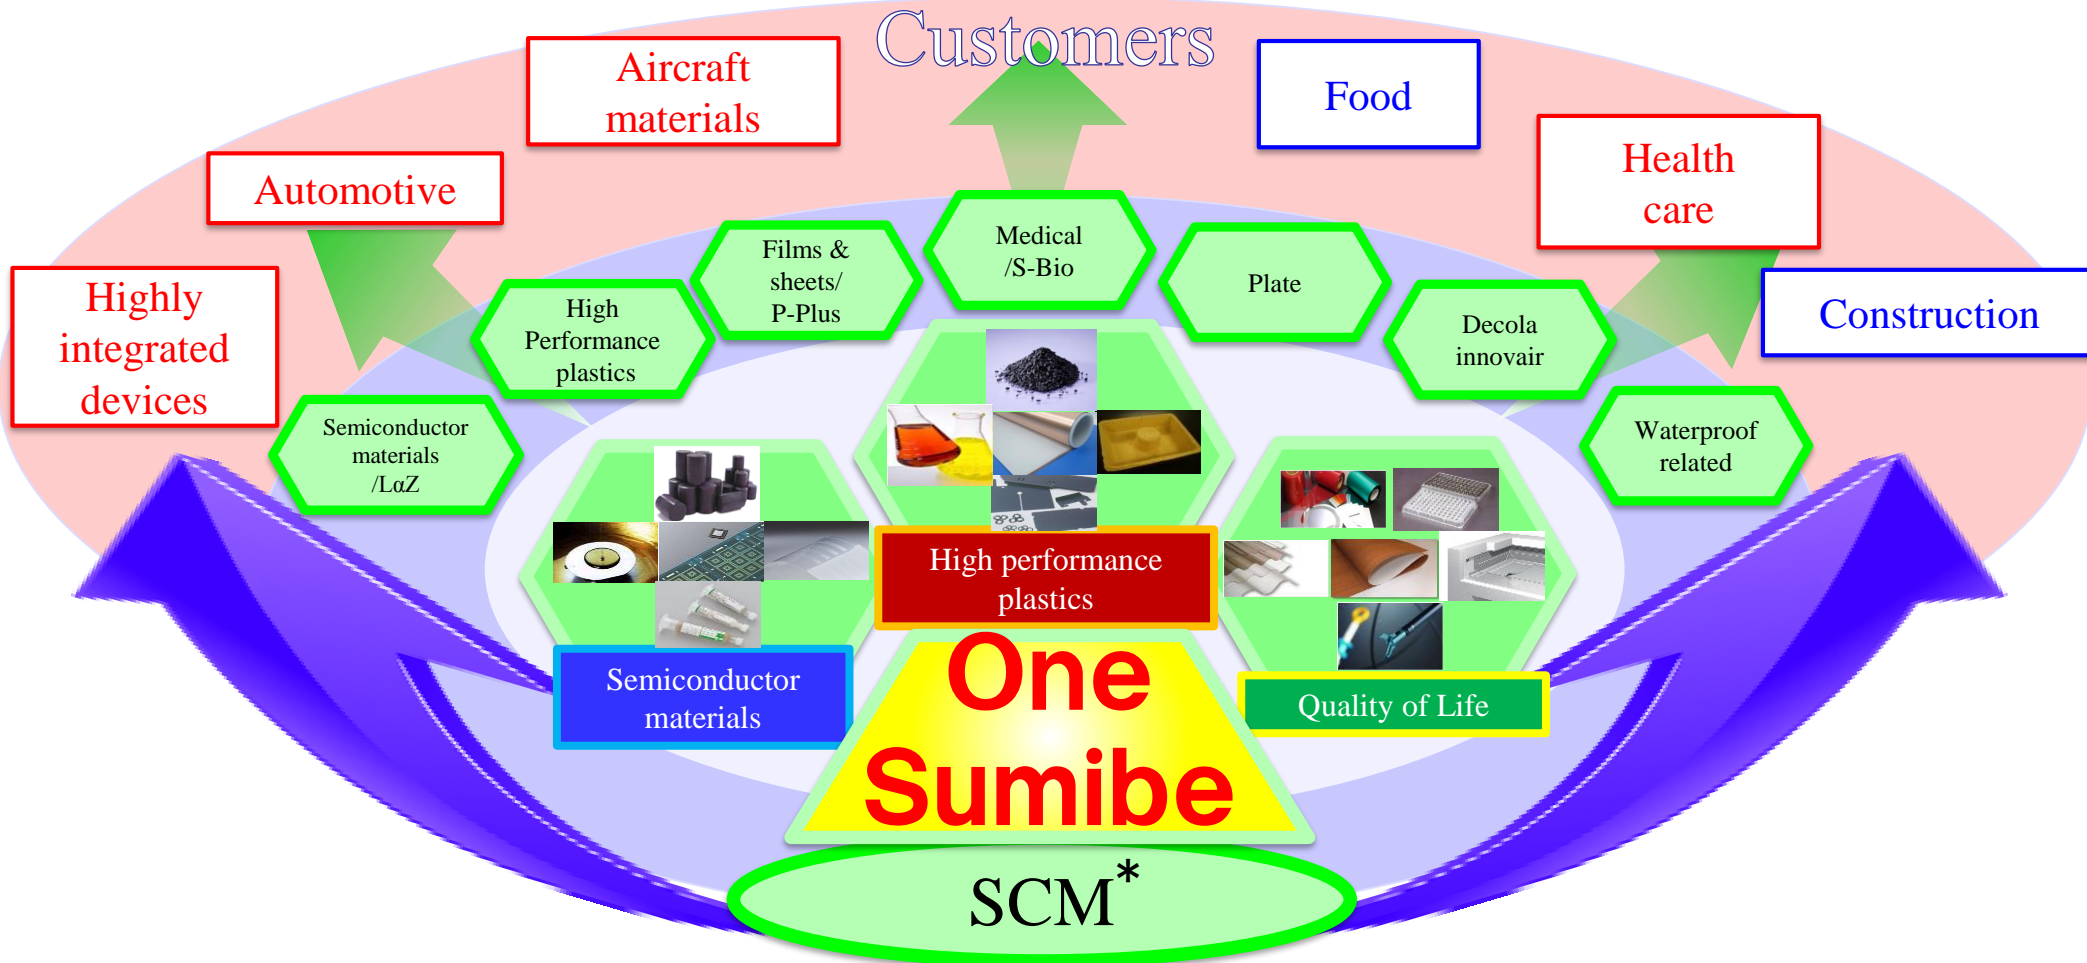 Customers
Aircraft
materials
Food
Automotive
Health
care
Highly
integrated
devices
Construction
Medical
/S-Bio
Films &
sheets/
P-Plus
Plate
High
Performance
plastics
Decola
innovair
Semiconductor
materials
/LαZ
Waterproof
related
High performance
plastics
Semiconductor
materials
Quality of Life
One
Sumibe
SCM*